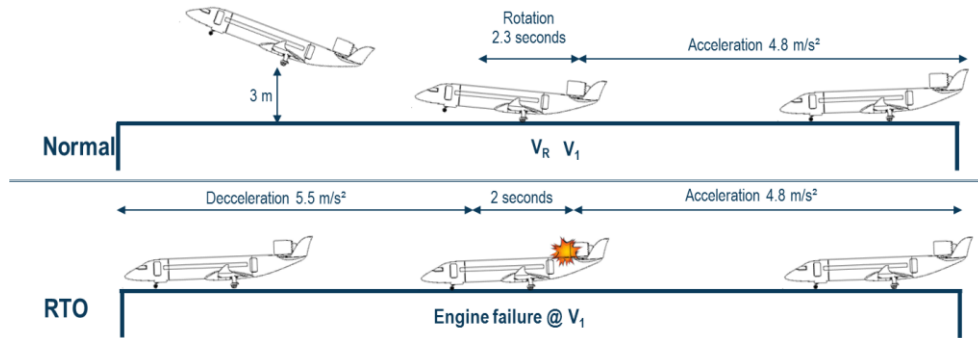 Rotation
2.3 seconds
Acceleration 4.8 m/s²
3 m
Normal
V_R V₁
Decceleration 5.5 m/s²
2 seconds
Acceleration 4.8 m/s²
RTO
Engine failure @ V₁